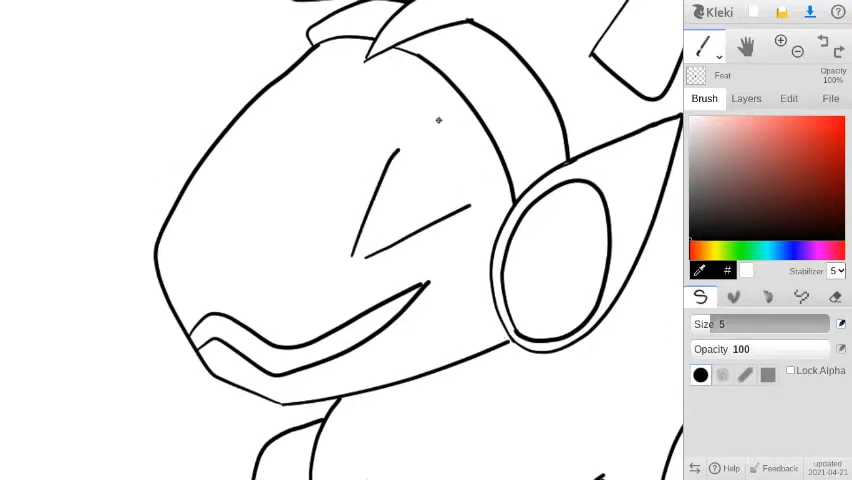 Kleki
Feat
Opacity
100%
Brush Layers Edit File
#
Stabilizer 5
Size 5
Opacity 100
Lock Alpha
Help Feedback
updated
2021-04-21